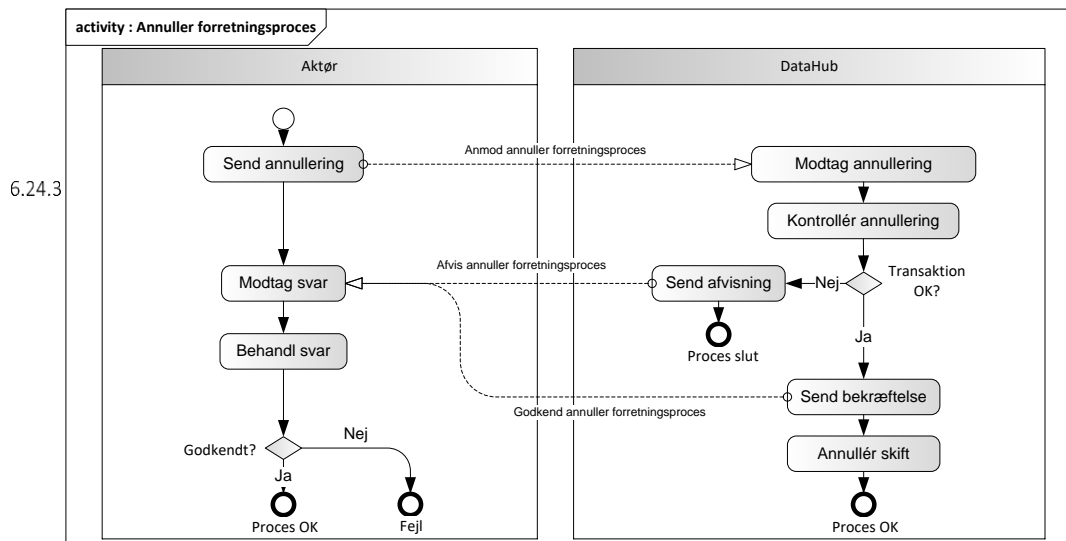 activity : Annuller forretningsproces
Aktør
DataHub
6.24.3
Send annullering
Anmod annuller forretningsproces
Modtag annullering
Kontrollér annullering
Modtag svar
Afvis annuller forretningsproces
Send afvisning
Nej
Transaktion
OK?
Proces slut
Ja
Behandl svar
Send bekræftelse
Godkend annuller forretningsproces
Godkendt?
Nej
Ja
Annullér skift
Proces OK
Fejl
Proces OK